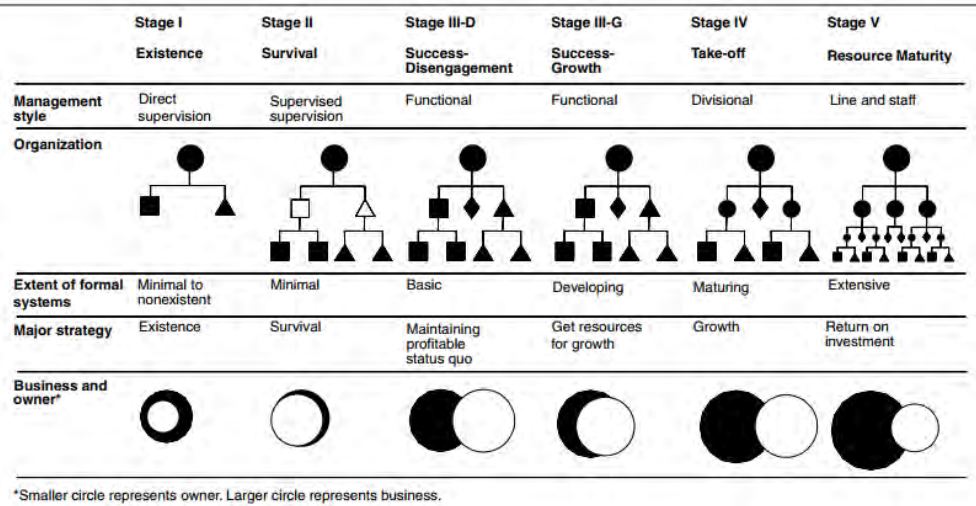 Stage I Stage II Stage III-D Stage III-G Stage IV Stage V
Existence Survival Success- Success- Take-off Resource Maturity
Disengagement Growth
Management Direct Supervised Functional Functional Divisional Line and staff
style supervision supervision
Organization
Extent of formal Minimal to Minimal Basic Developing Maturing Extensive
systems nonexistent
Major strategy Existence Survival Maintaining Get resources Growth Return on
profitable for growth investment
status quo
Business and
owner*
*Smaller circle represents owner. Larger circle represents business.